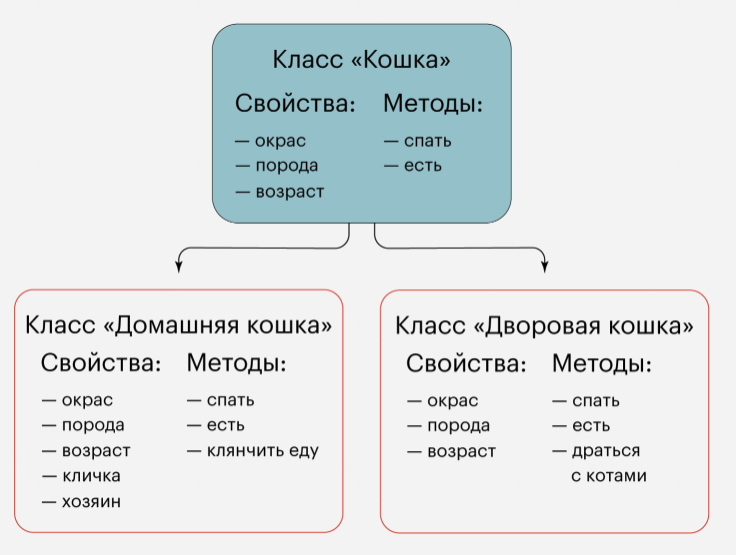 Класс «Кошка»
Свойства:
— окрас
— порода
— возраст
Методы:
— спать
— есть
Класс «Домашняя кошка»
Свойства:
— окрас
— порода
— возраст
— кличка
— хозяин
Методы:
— спать
— есть
— клянчить еду
Класс «Дворовая кошка»
Свойства:
— окрас
— порода
— возраст
Методы:
— спать
— есть
— драться
с котами